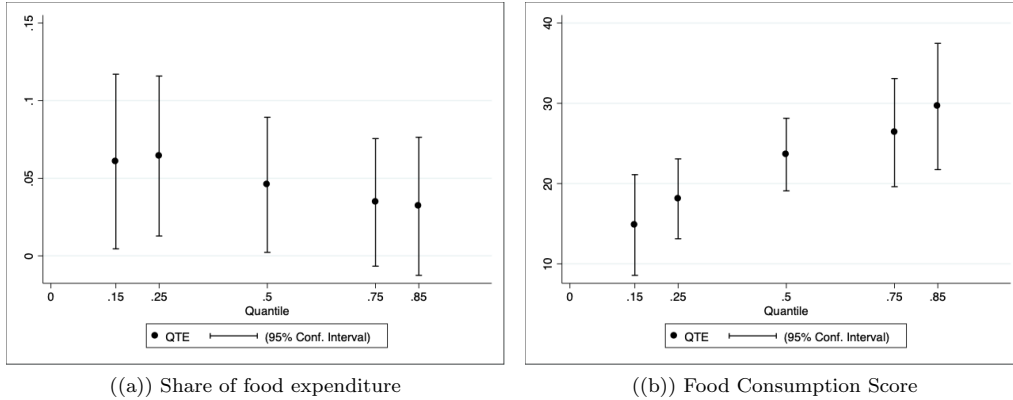 .15
.1
.05
0
0 .15 .25 .5 .75 .85
Quantile
QTE (95% Conf. Interval)
((a)) Share of food expenditure
40
30
20
10
0 .15 .25 .5 .75 .85
Quantile
QTE (95% Conf. Interval)
((b)) Food Consumption Score